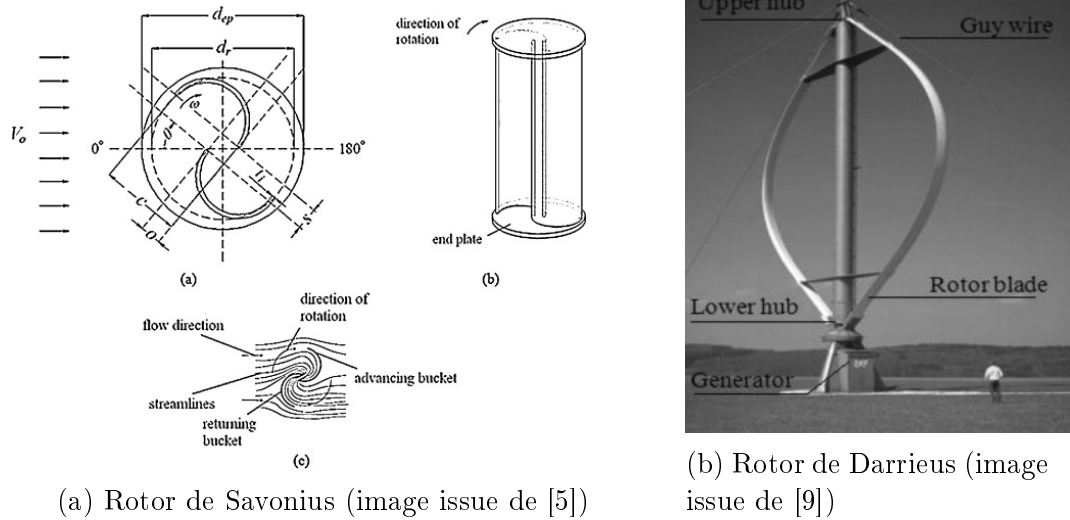 d_ep
d_r
V_o
0°
180°
ω
θ
t_i
c
o
s
(a)
direction of
rotation
end plate
(b)
direction of
rotation
flow direction
advancing bucket
streamlines
returning
bucket
(c)
(a) Rotor de Savonius (image issue de [5])
Upper hub
Guy wire
Rotor blade
Lower hub
Generator
(b) Rotor de Darrieus (image
issue de [9])